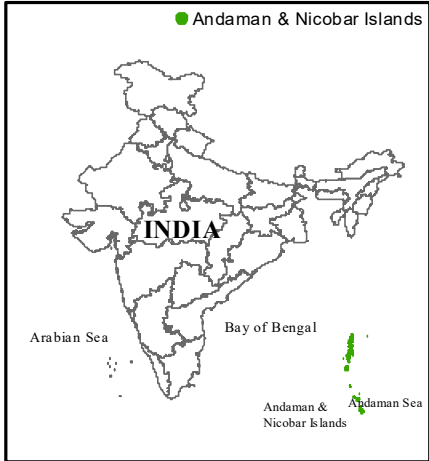 Andaman & Nicobar Islands
INDIA
Arabian Sea
Bay of Bengal
Andaman &
Nicobar Islands
Andaman Sea